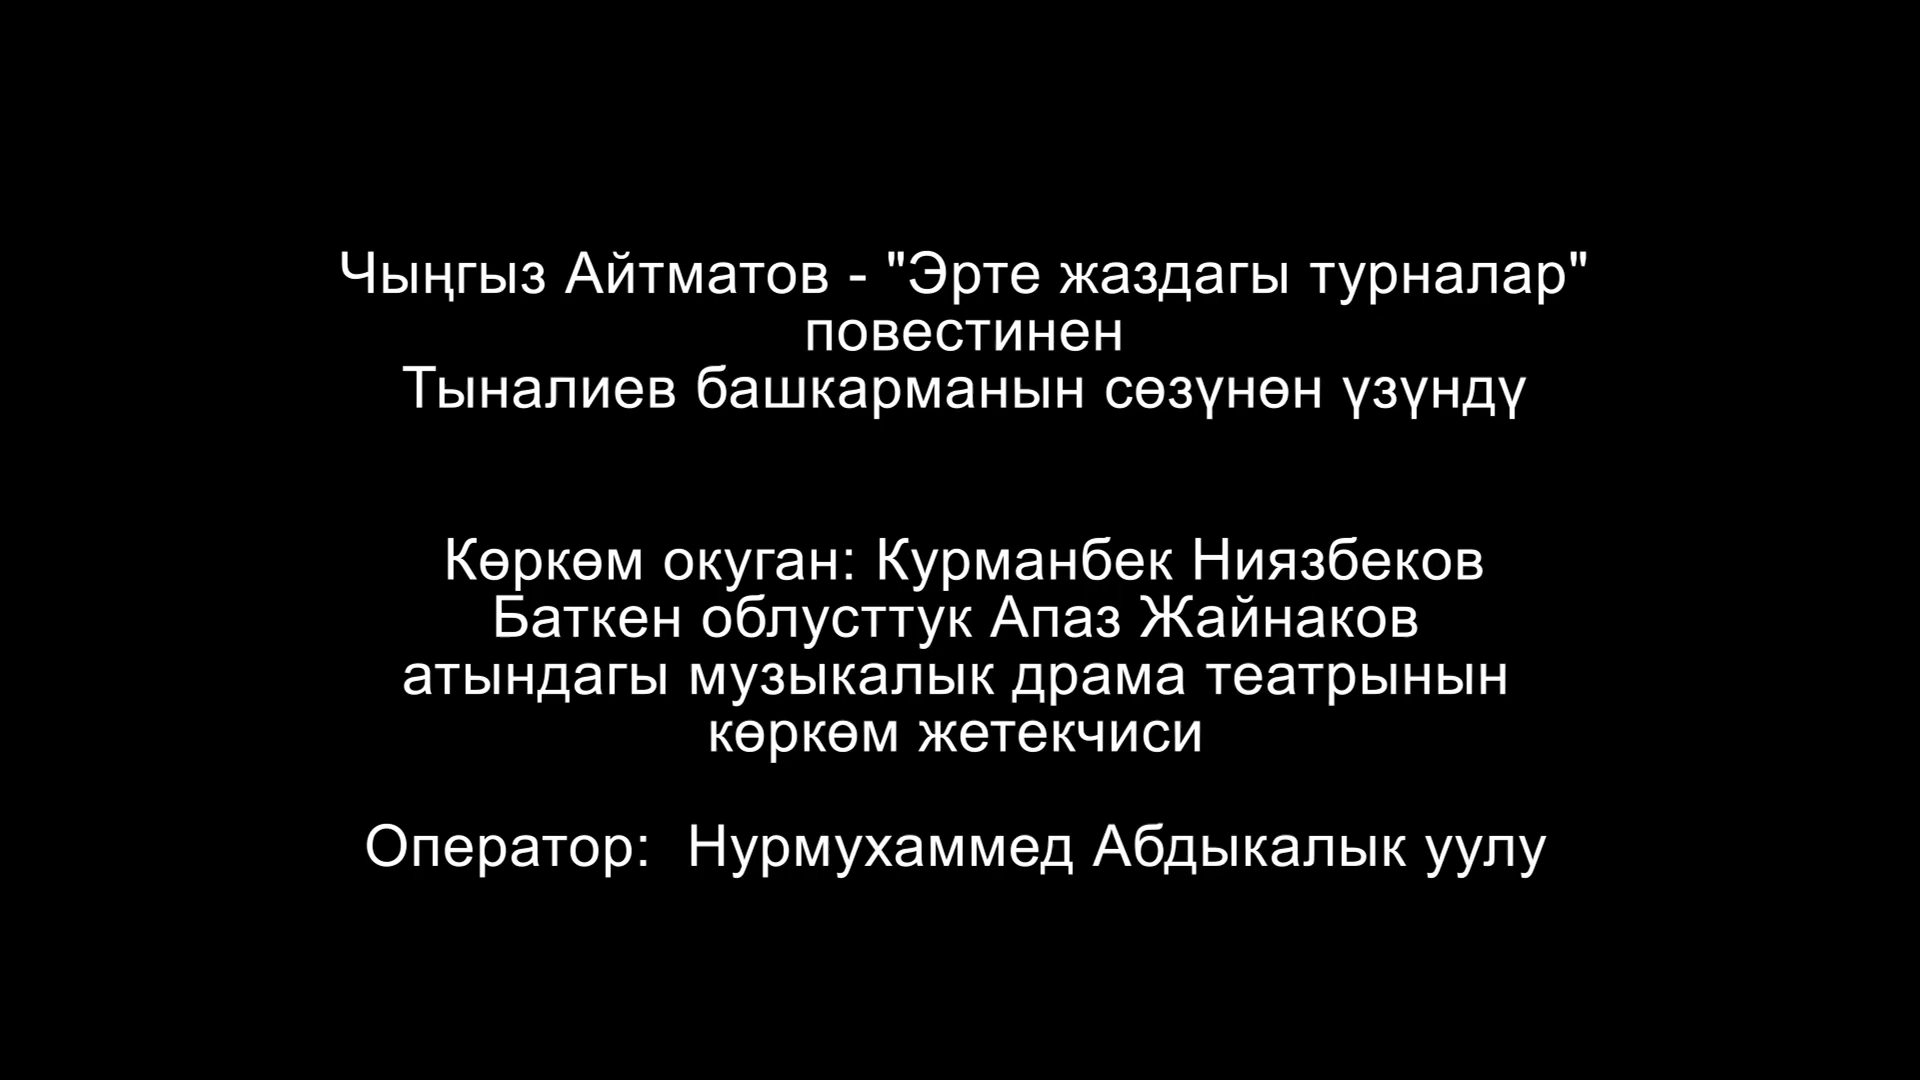 Чыңгыз Айтматов - "Эрте жаздагы турналар"
повестинен
Тыналиев башкарманын сөзүнөн үзүндү
Көркөм окуган: Курманбек Ниязбеков
Баткен облусттук Апаз Жайнаков
атындагы музыкалык драма театрынын
көркөм жетекчиси
Оператор:  Нурмухаммед Абдыкалык уулу